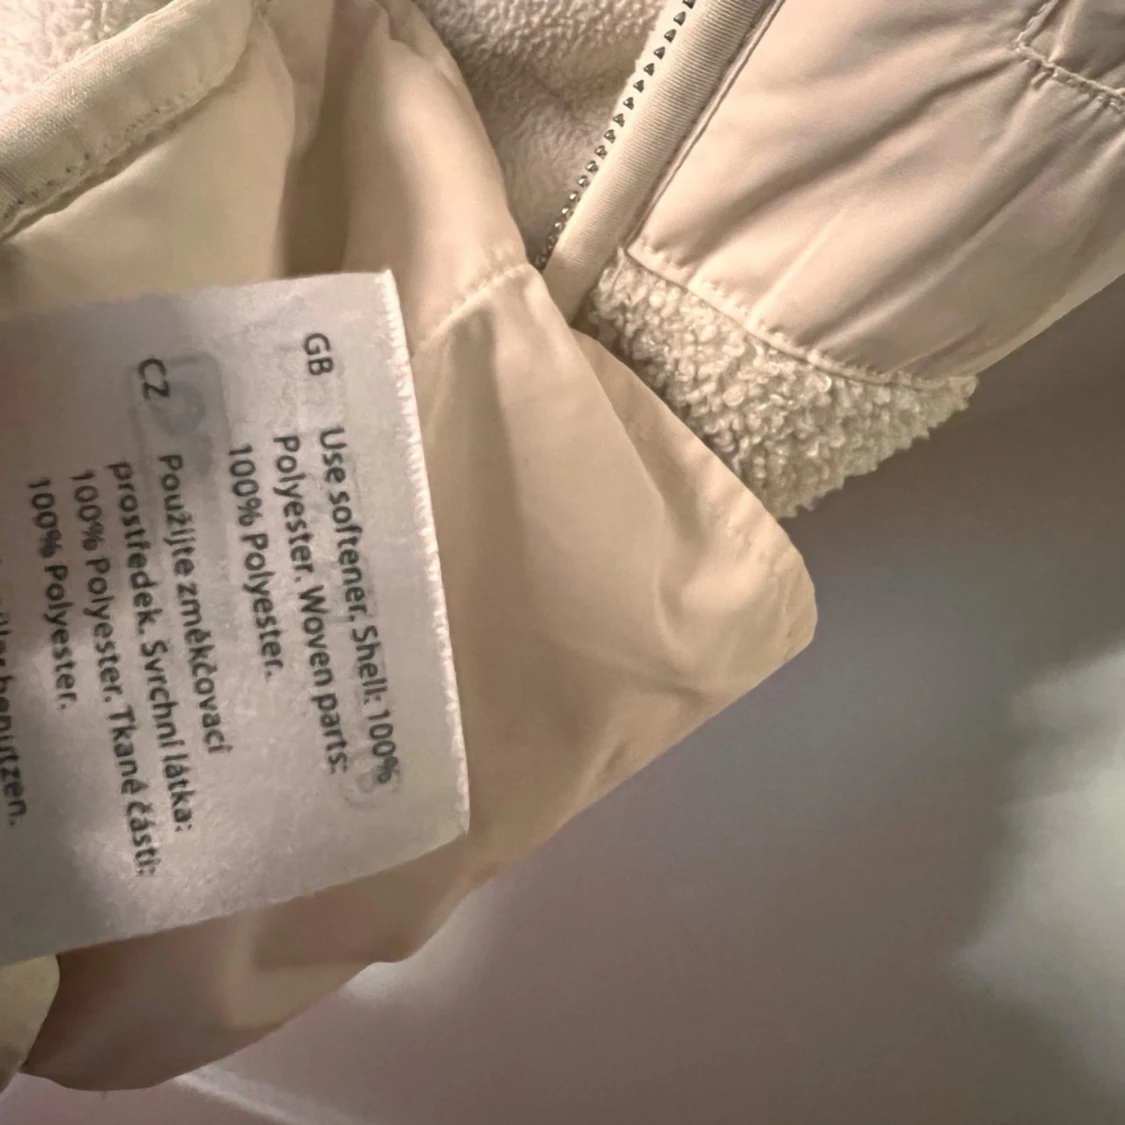 GB Use softener. Shell: 100%
Polyester. Woven parts:
100% Polyester.
CZ Použijte změkčovací
prostředek. Svrchní látka:
100% Polyester. Tkané části:
100% Polyester.
benutzen.